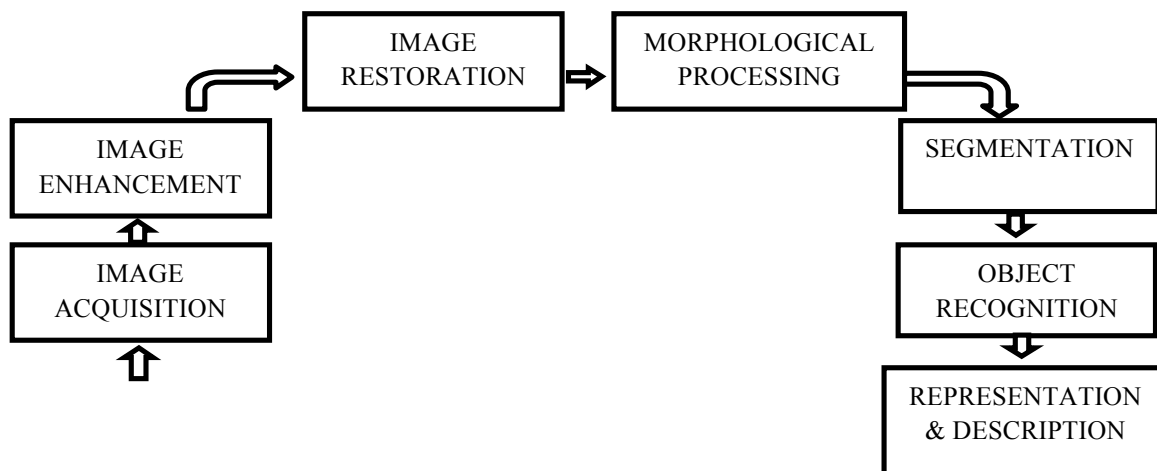 IMAGE
ACQUISITION
IMAGE
ENHANCEMENT
IMAGE
RESTORATION
MORPHOLOGICAL
PROCESSING
SEGMENTATION
OBJECT
RECOGNITION
REPRESENTATION
& DESCRIPTION